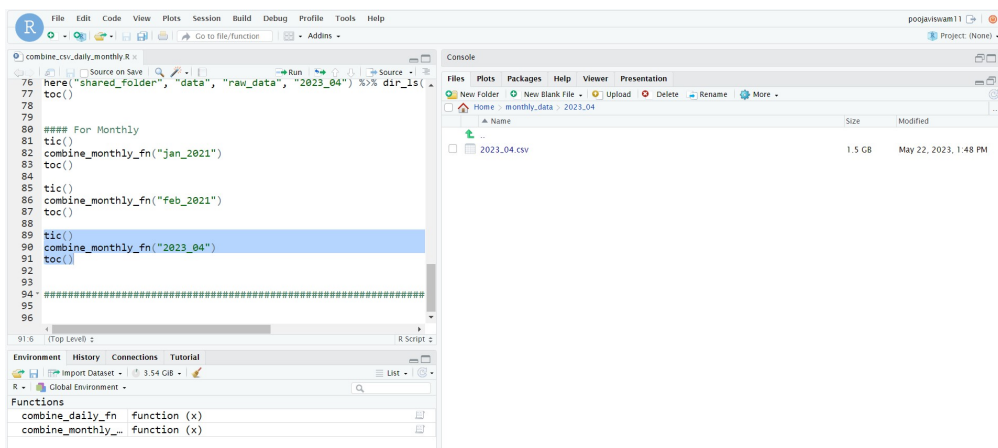 File Edit Code View Plots Session Build Debug Profile Tools Help
poojaviswam11
R
Go to file/function
Addins
Project: (None)
combine_csv_daily_monthly.R
Source on Save
Run
Source
76 here("shared_folder", "data", "raw_data", "2023_04") %>% dir_ls(
77 toc()
78
79
80 #### For Monthly
81 tic()
82 combine_monthly_fn("jan_2021")
83 toc()
84
85 tic()
86 combine_monthly_fn("feb_2021")
87 toc()
88
89 tic()
90 combine_monthly_fn("2023_04")
91 toc()
92
93
94 ################################################################
95
96
91:6 (Top Level) R Script
Environment History Connections Tutorial
Import Dataset 3.54 GiB List
R Global Environment
Functions
combine_daily_fn function (x)
combine_monthly_… function (x)
Console
Files Plots Packages Help Viewer Presentation
New Folder New Blank File Upload Delete Rename More
Home > monthly_data > 2023_04
Name Size Modified
..
2023_04.csv 1.5 GB May 22, 2023, 1:48 PM